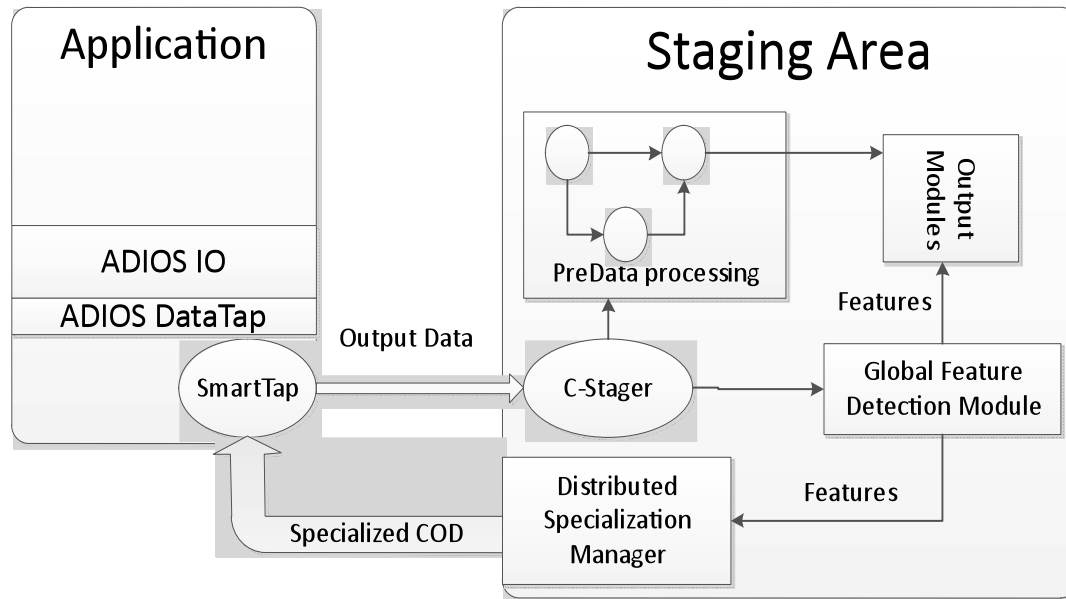 Application
ADIOS IO
ADIOS DataTap
SmartTap
Output Data
Staging Area
PreData processing
Output
Modules
Features
C-Stager
Global Feature
Detection Module
Features
Distributed
Specialization
Manager
Specialized COD